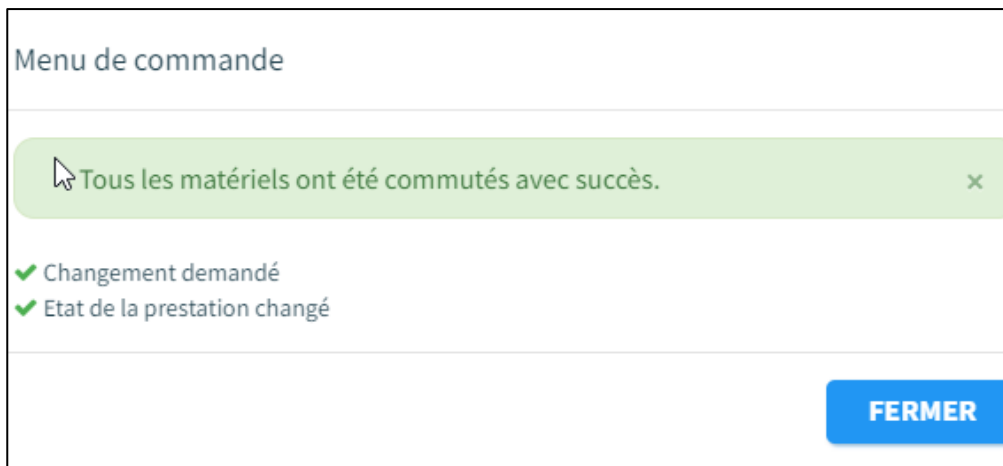 Menu de commande
Tous les matériels ont été commutés avec succès. ×
Changement demandé
Etat de la prestation changé
FERMER